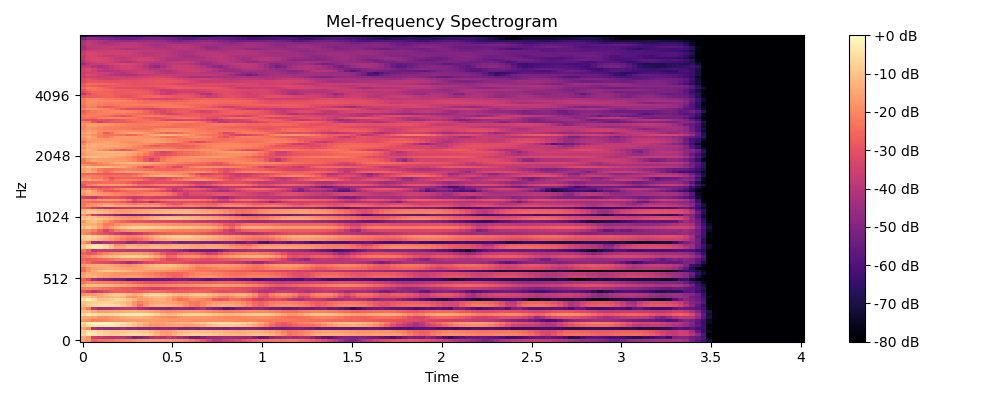 Mel-frequency Spectrogram
Hz
4096
2048
1024
512
0
0 0.5 1 1.5 2 2.5 3 3.5 4
Time
+0 dB
-10 dB
-20 dB
-30 dB
-40 dB
-50 dB
-60 dB
-70 dB
-80 dB